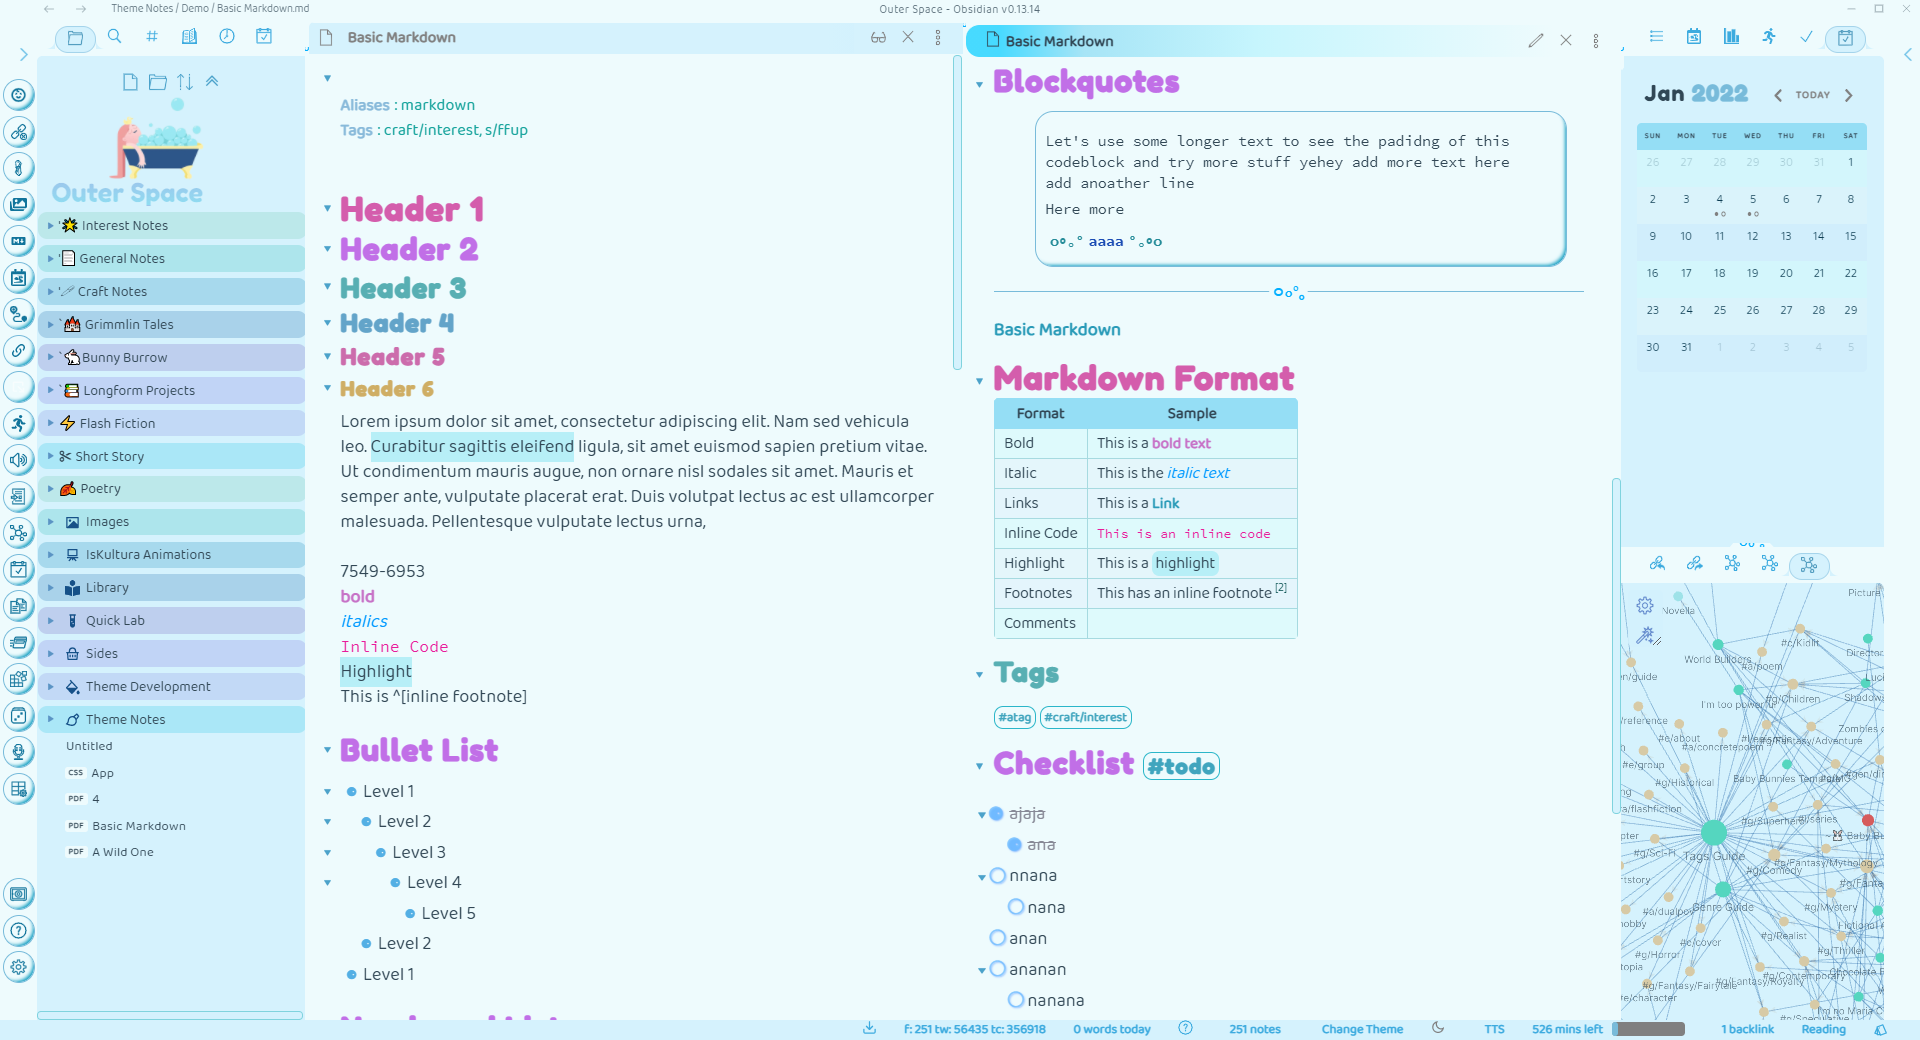 Theme Notes / Demo / Basic Markdown.md
Outer Space - Obsidian v0.13.14
Outer Space
Interest Notes
General Notes
Craft Notes
Grimmlin Tales
Bunny Burrow
Longform Projects
Flash Fiction
Short Story
Poetry
Images
IsKultura Animations
Library
Quick Lab
Sides
Theme Development
Theme Notes
Untitled
CSS App
PDF 4
PDF Basic Markdown
PDF A Wild One
Basic Markdown
Aliases : markdown
Tags : craft/interest, s/ffup
Header 1
Header 2
Header 3
Header 4
Header 5
Header 6
Lorem ipsum dolor sit amet, consectetur adipiscing elit. Nam sed vehicula
leo. Curabitur sagittis eleifend ligula, sit amet euismod sapien pretium vitae.
Ut condimentum mauris augue, non ornare nisl sodales sit amet. Mauris et
semper ante, vulputate placerat erat. Duis volutpat lectus ac est ullamcorper
malesuada. Pellentesque vulputate lectus urna,
7549-6953
bold
italics
Inline Code
Highlight
This is ^[inline footnote]
Bullet List
Level 1
Level 2
Level 3
Level 4
Level 5
Level 2
Level 1
Basic Markdown
Blockquotes
Let's use some longer text to see the padidng of this
codeblock and try more stuff yehey add more text here
add anoather line
Here more
aaaa
Basic Markdown
Markdown Format
Format Sample
Bold This is a bold text
Italic This is the italic text
Links This is a Link
Inline Code This is an inline code
Highlight This is a highlight
Footnotes This has an inline footnote [2]
Comments
Tags
#atag #craft/interest
Checklist #todo
ajaja
ana
nnana
nana
anan
ananan
nanana
Jan 2022
TODAY
SUN MON TUE WED THU FRI SAT
26 27 28 29 30 31 1
2 3 4 5 6 7 8
9 10 11 12 13 14 15
16 17 18 19 20 21 22
23 24 25 26 27 28 29
30 31 1 2 3 4 5
Picture
Novella
#c/Kidlit
World Builders
#a/poem
#g/Children
I'm too powerful
#e/about
#a/concretepoem
#g/Fantasy/Adventure
#e/group
#g/Historical
#g/Superhero
#g/Sci-Fi
Tags Guide
#g/Fantasy/Mythology
#g/Comedy
Genre Guide
#g/Mystery
#c/cover
#g/Realist
#g/Thriller
#g/Horror
#g/Contemporary
#g/Fantasy/Fairytale
#g/Fantasy/Royalty
f: 251 tw: 56435 tc: 356918
0 words today
251 notes
Change Theme
TTS
526 mins left
1 backlink
Reading